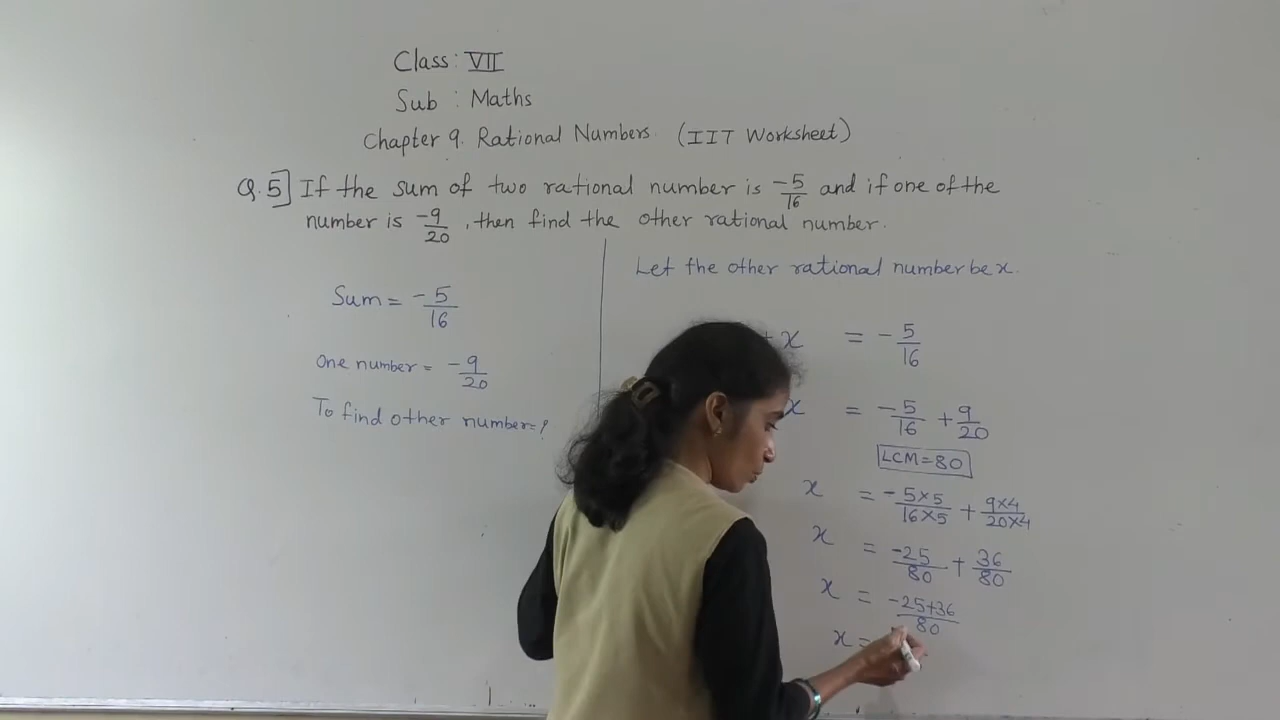 Class: VII
Sub : Maths
Chapter 9. Rational Numbers. (IIT Worksheet)
Q.5] If the sum of two rational number is -5/16 and if one of the
number is -9/20, then find the other rational number.
Sum = -5/16
One number = -9/20
To find other number=?
Let the other rational number be x.
+ x = -5/16
x = -5/16 + 9/20
LCM=80
x = -5×5/16×5 + 9×4/20×4
x = -25/80 + 36/80
x = -25+36/80
x =